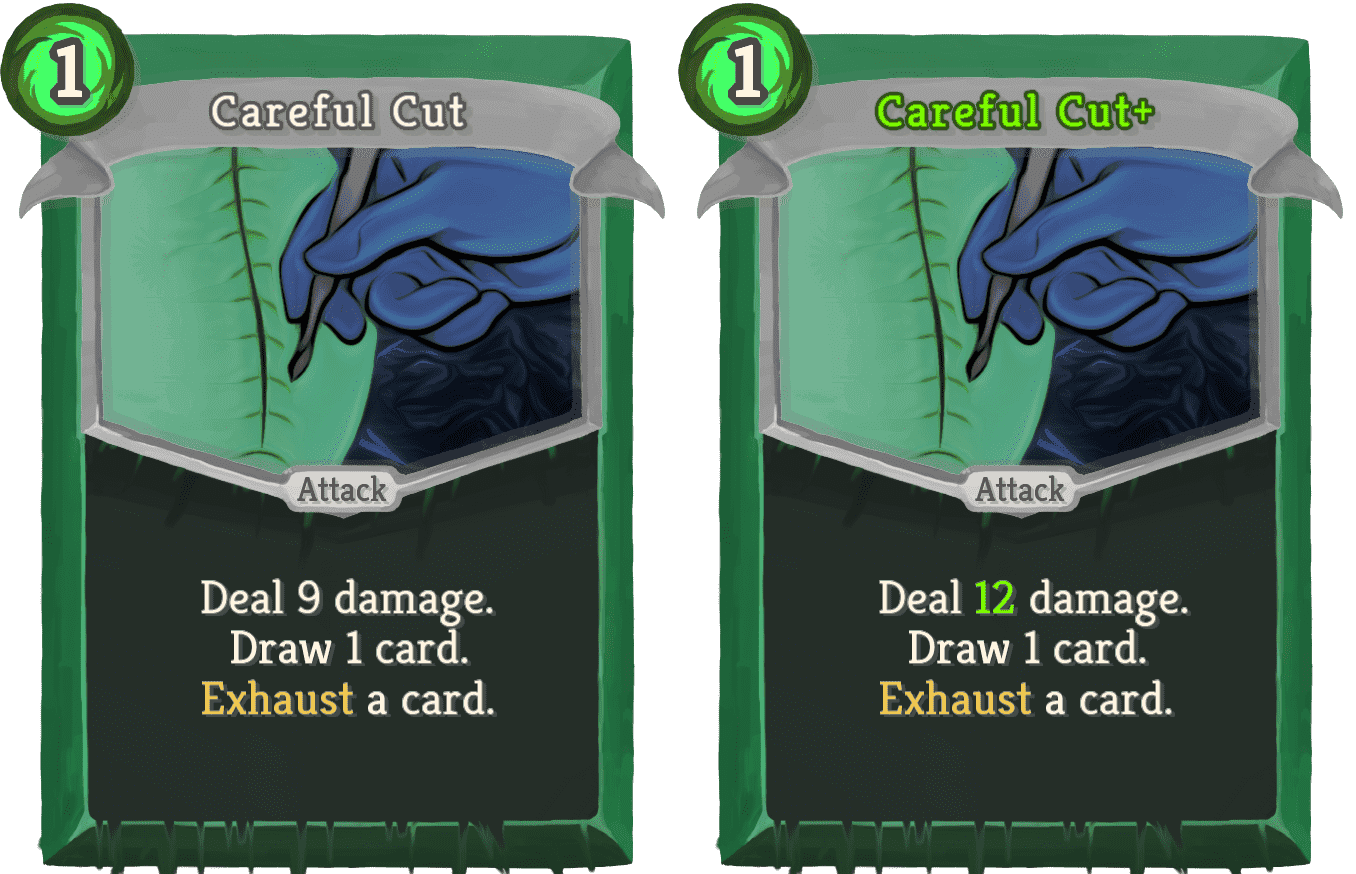 1
Careful Cut
Attack
Deal 9 damage.
Draw 1 card.
Exhaust a card.
1
Careful Cut+
Attack
Deal 12 damage.
Draw 1 card.
Exhaust a card.